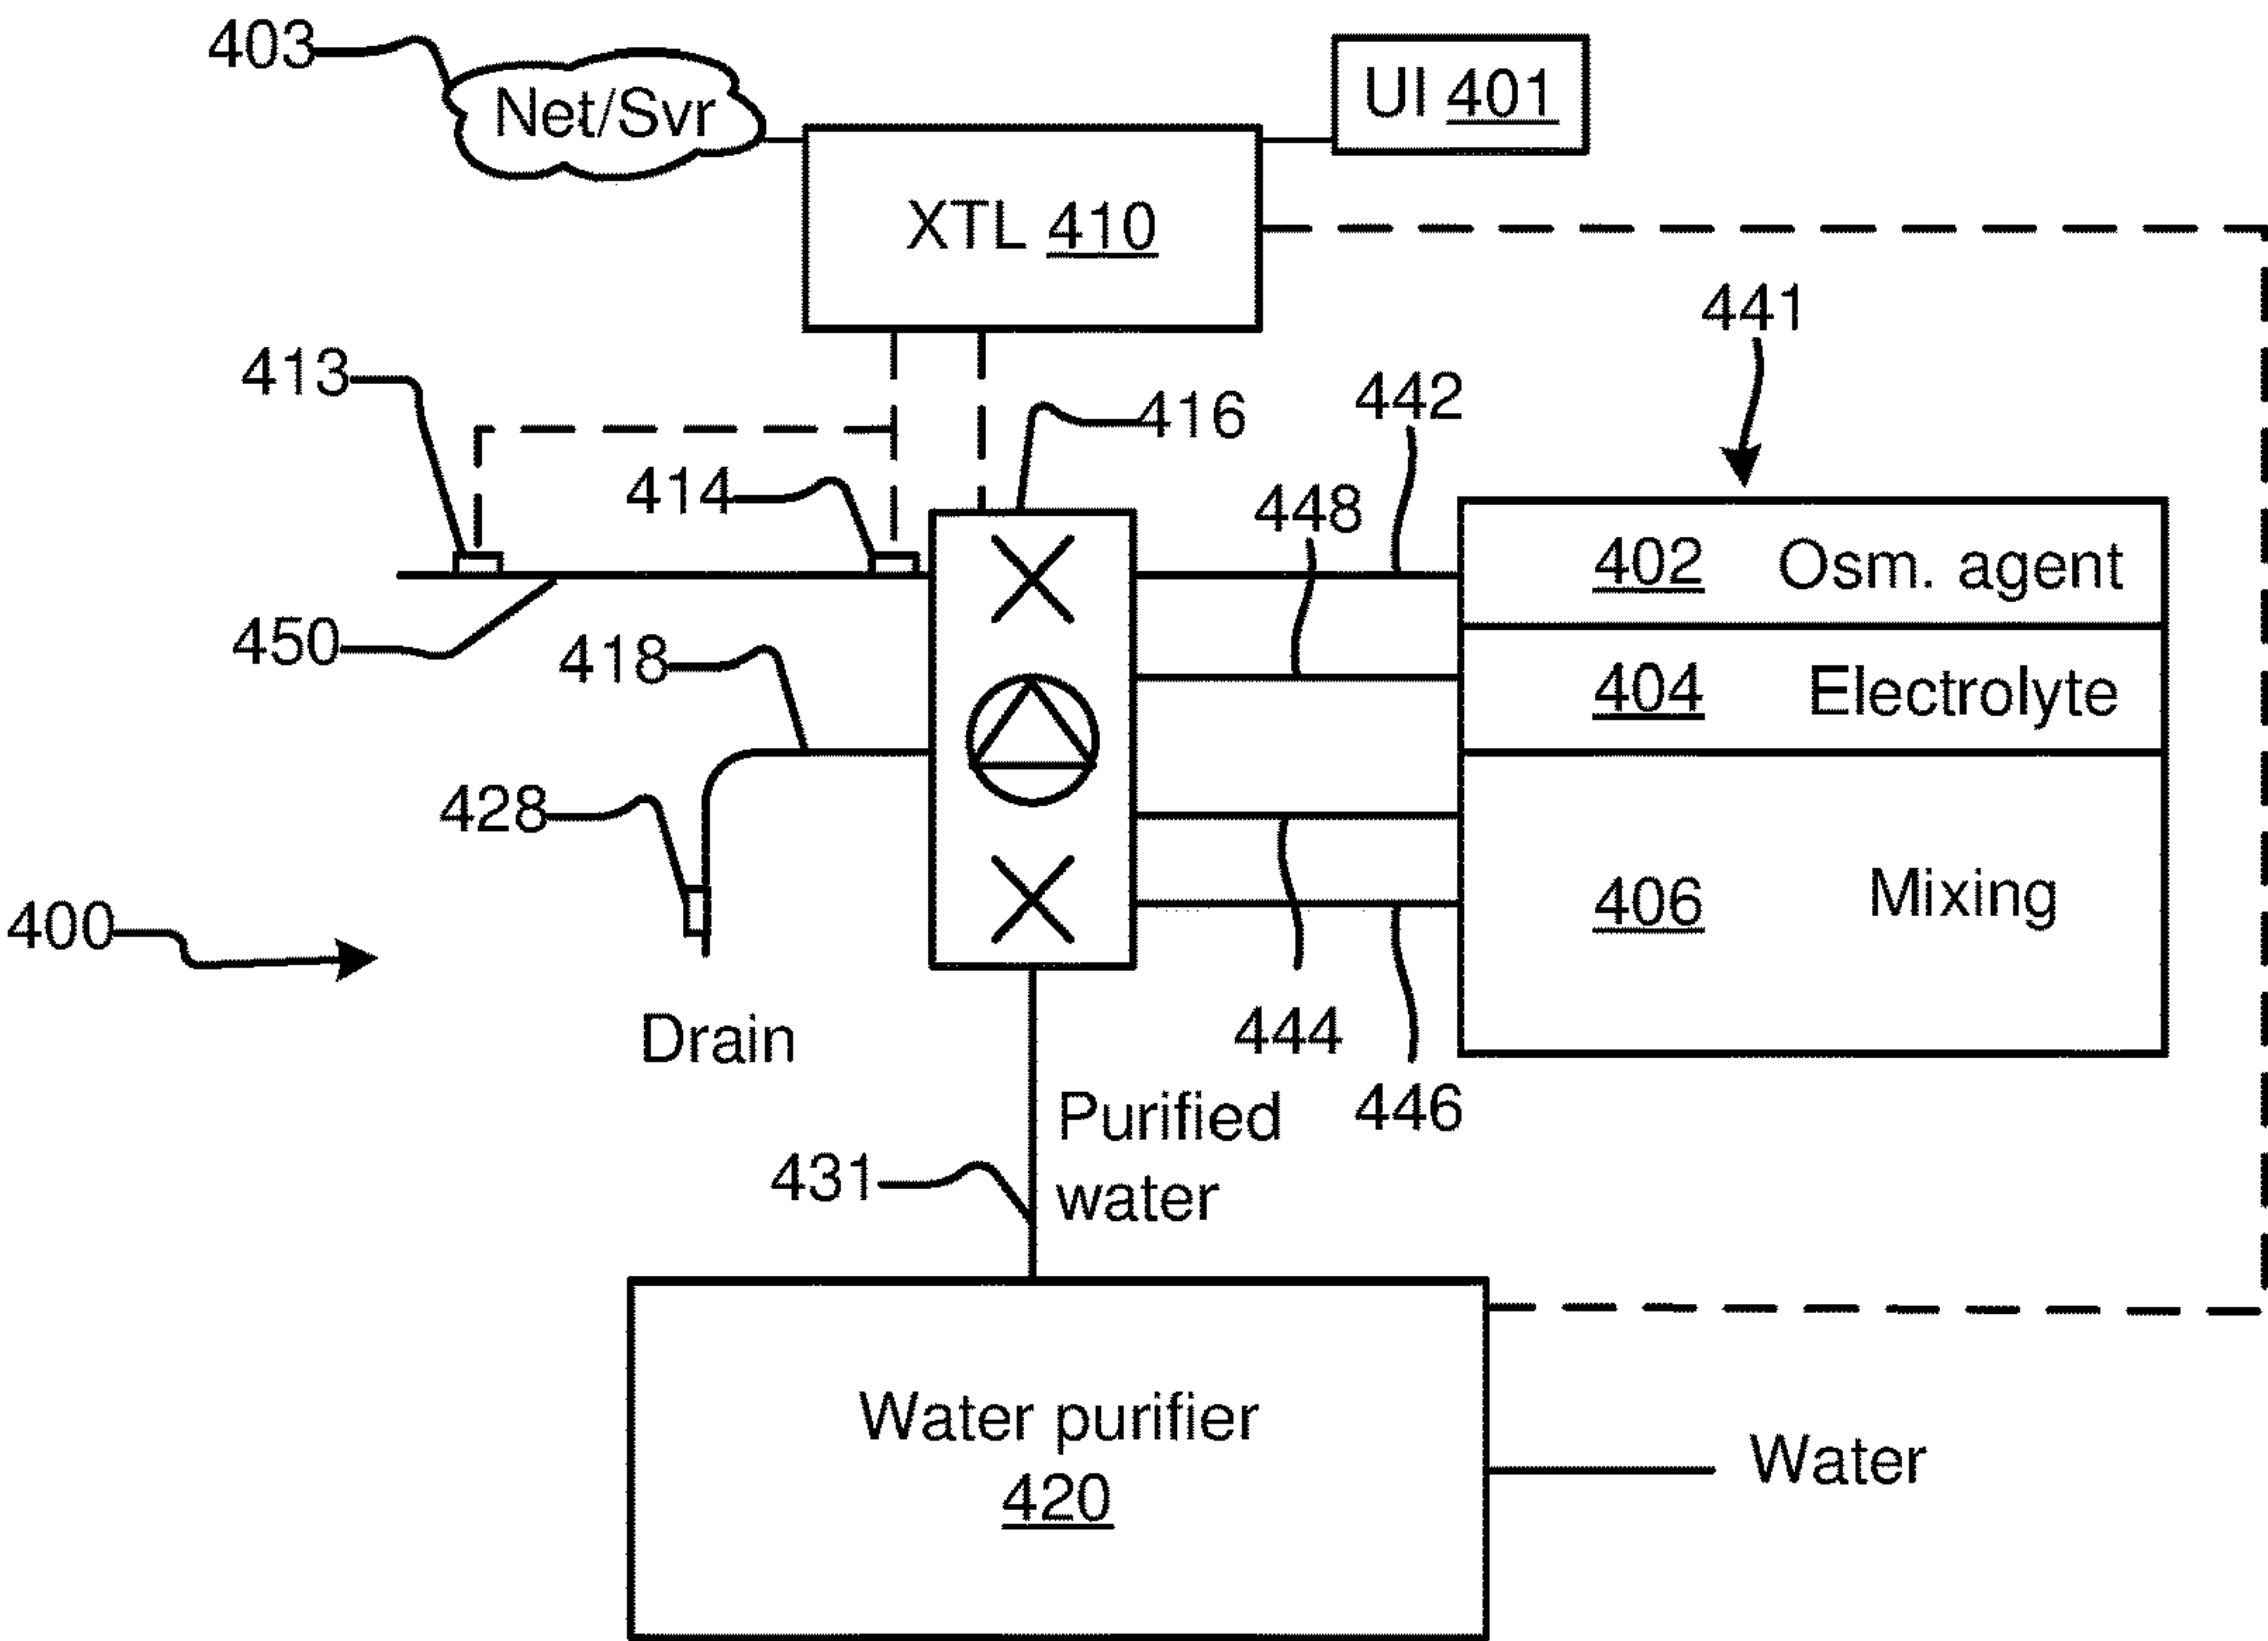 403
Net/Svr
UI 401
XTL 410
441
413
442
416
414
448
402 Osm. agent
450
418
404 Electrolyte
428
406 Mixing
400
Drain
444
446
Purified
water
431
Water purifier
420
Water